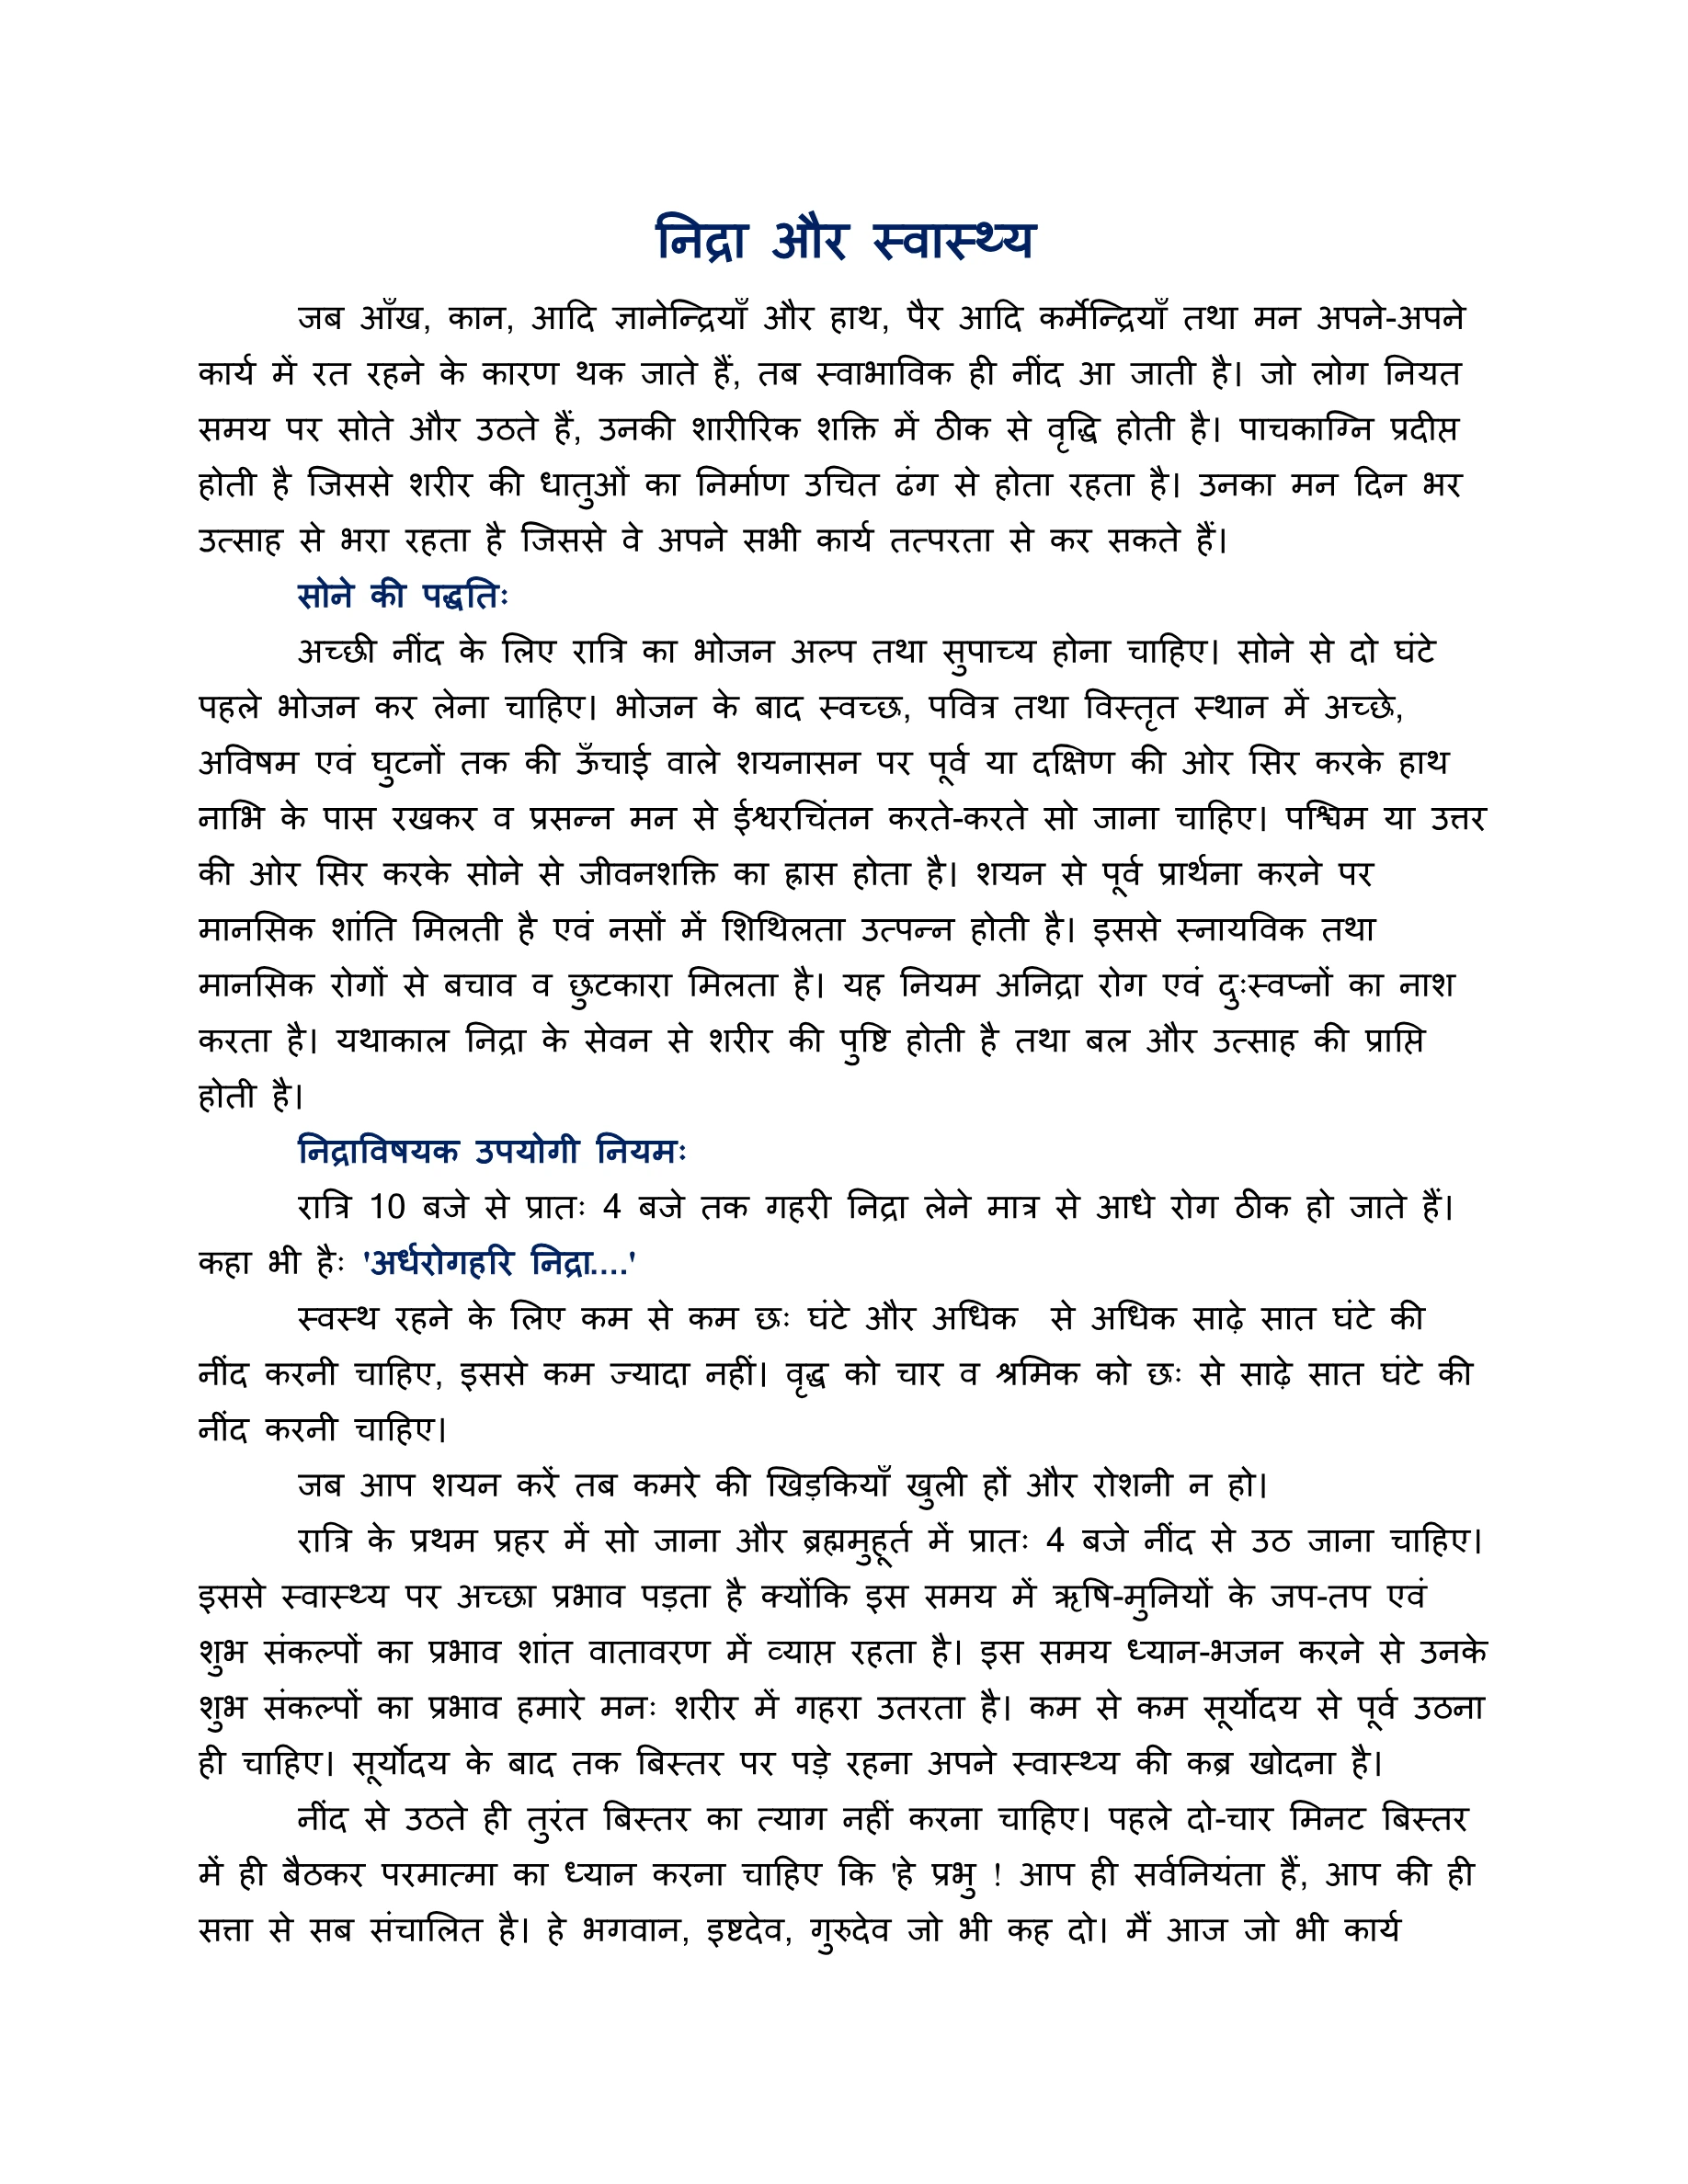 निद्रा और स्वास्थ्य
जब आँख, कान, आदि ज्ञानेन्द्रियाँ और हाथ, पैर आदि कर्मेन्द्रियाँ तथा मन अपने-अपने
कार्य में रत रहने के कारण थक जाते हैं, तब स्वाभाविक ही नींद आ जाती है। जो लोग नियत
समय पर सोते और उठते हैं, उनकी शारीरिक शक्ति में ठीक से वृद्धि होती है। पाचकाग्नि प्रदीप्त
होती है जिससे शरीर की धातुओं का निर्माण उचित ढंग से होता रहता है। उनका मन दिन भर
उत्साह से भरा रहता है जिससे वे अपने सभी कार्य तत्परता से कर सकते हैं।
सोने की पद्धतिः
अच्छी नींद के लिए रात्रि का भोजन अल्प तथा सुपाच्य होना चाहिए। सोने से दो घंटे
पहले भोजन कर लेना चाहिए। भोजन के बाद स्वच्छ, पवित्र तथा विस्तृत स्थान में अच्छे,
अविषम एवं घुटनों तक की ऊँचाई वाले शयनासन पर पूर्व या दक्षिण की ओर सिर करके हाथ
नाभि के पास रखकर व प्रसन्न मन से ईश्वरचिंतन करते-करते सो जाना चाहिए। पश्चिम या उत्तर
की ओर सिर करके सोने से जीवनशक्ति का ह्रास होता है। शयन से पूर्व प्रार्थना करने पर
मानसिक शांति मिलती है एवं नसों में शिथिलता उत्पन्न होती है। इससे स्नायविक तथा
मानसिक रोगों से बचाव व छुटकारा मिलता है। यह नियम अनिद्रा रोग एवं दुःस्वप्नों का नाश
करता है। यथाकाल निद्रा के सेवन से शरीर की पुष्टि होती है तथा बल और उत्साह की प्राप्ति
होती है।
निद्राविषयक उपयोगी नियमः
रात्रि 10 बजे से प्रातः 4 बजे तक गहरी निद्रा लेने मात्र से आधे रोग ठीक हो जाते हैं।
कहा भी हैः 'अर्धरोगहरि निद्रा....'
स्वस्थ रहने के लिए कम से कम छः घंटे और अधिक से अधिक साढ़े सात घंटे की
नींद करनी चाहिए, इससे कम ज्यादा नहीं। वृद्ध को चार व श्रमिक को छः से साढ़े सात घंटे की
नींद करनी चाहिए।
जब आप शयन करें तब कमरे की खिड़कियाँ खुली हों और रोशनी न हो।
रात्रि के प्रथम प्रहर में सो जाना और ब्रह्ममुहूर्त में प्रातः 4 बजे नींद से उठ जाना चाहिए।
इससे स्वास्थ्य पर अच्छा प्रभाव पड़ता है क्योंकि इस समय में ऋषि-मुनियों के जप-तप एवं
शुभ संकल्पों का प्रभाव शांत वातावरण में व्याप्त रहता है। इस समय ध्यान-भजन करने से उनके
शुभ संकल्पों का प्रभाव हमारे मनः शरीर में गहरा उतरता है। कम से कम सूर्योदय से पूर्व उठना
ही चाहिए। सूर्योदय के बाद तक बिस्तर पर पड़े रहना अपने स्वास्थ्य की कब्र खोदना है।
नींद से उठते ही तुरंत बिस्तर का त्याग नहीं करना चाहिए। पहले दो-चार मिनट बिस्तर
में ही बैठकर परमात्मा का ध्यान करना चाहिए कि 'हे प्रभु ! आप ही सर्वनियंता हैं, आप की ही
सत्ता से सब संचालित है। हे भगवान, इष्टदेव, गुरुदेव जो भी कह दो। मैं आज जो भी कार्य